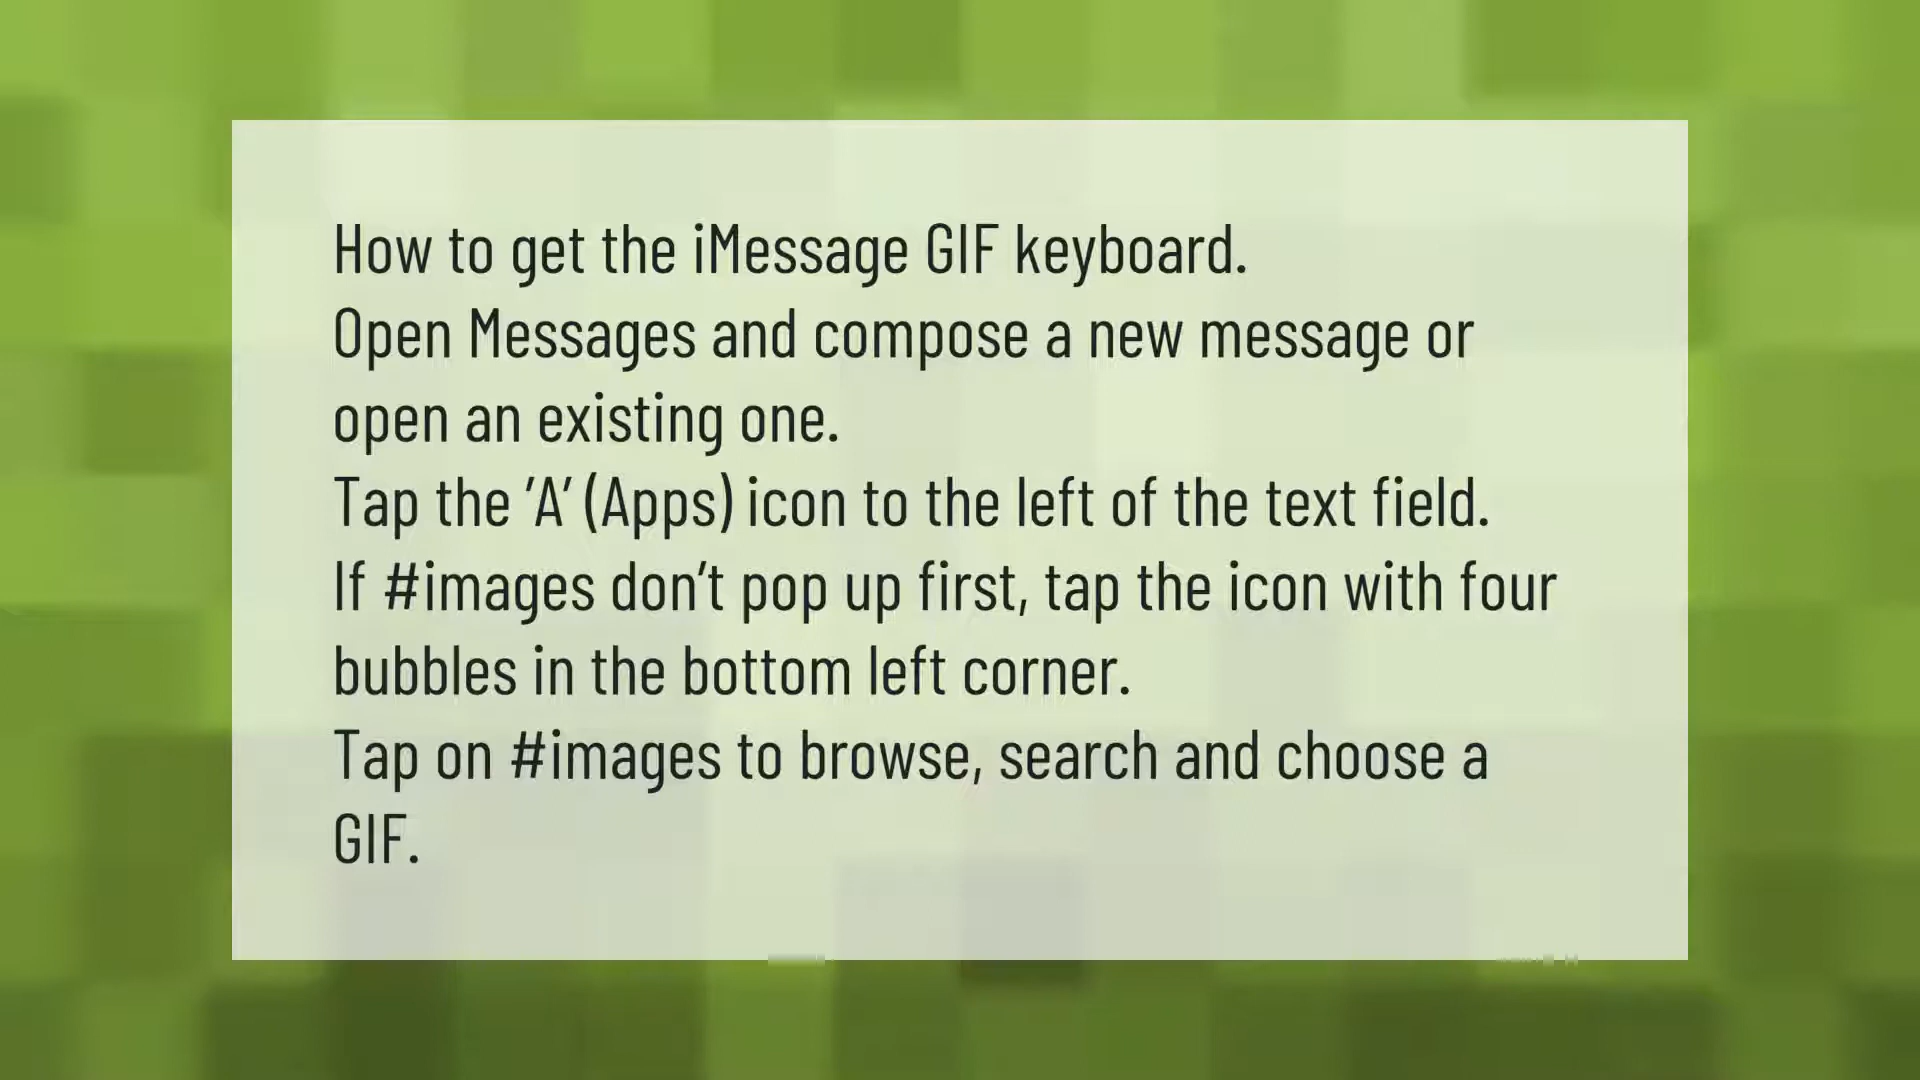 How to get the iMessage GIF keyboard.
Open Messages and compose a new message or
open an existing one.
Tap the ’A’ (Apps) icon to the left of the text field.
If #images don’t pop up first, tap the icon with four
bubbles in the bottom left corner.
Tap on #images to browse, search and choose a
GIF.